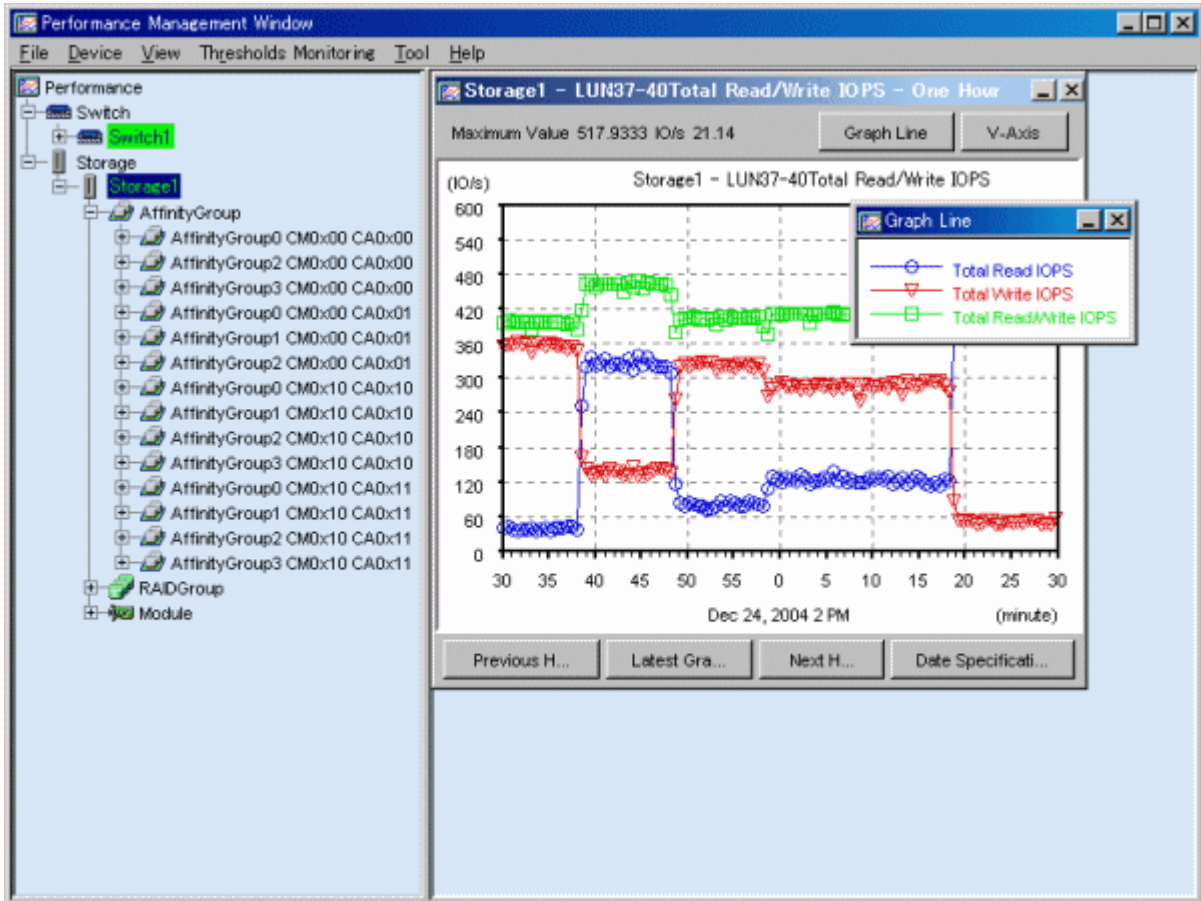 Performance Management Window
File Device View Thresholds Monitoring Tool Help
Performance
Switch
Switch1
Storage
Storage1
AffinityGroup
AffinityGroup0 CM0x00 CA0x00
AffinityGroup2 CM0x00 CA0x00
AffinityGroup3 CM0x00 CA0x00
AffinityGroup0 CM0x00 CA0x01
AffinityGroup1 CM0x00 CA0x01
AffinityGroup2 CM0x00 CA0x01
AffinityGroup0 CM0x10 CA0x10
AffinityGroup1 CM0x10 CA0x10
AffinityGroup2 CM0x10 CA0x10
AffinityGroup3 CM0x10 CA0x10
AffinityGroup0 CM0x10 CA0x11
AffinityGroup1 CM0x10 CA0x11
AffinityGroup2 CM0x10 CA0x11
AffinityGroup3 CM0x10 CA0x11
RAIDGroup
Module
Storage1 - LUN37-40Total Read/Write IOPS - One Hour
Maximum Value 517.9333 IO/s 21.14 Graph Line V-Axis
(IO/s) Storage1 - LUN37-40Total Read/Write IOPS
600
540
480
420
360
300
240
180
120
60
0
30 35 40 45 50 55 0 5 10 15 20 25 30
Dec 24, 2004 2 PM (minute)
Graph Line
Total Read IOPS
Total Write IOPS
Total Read/Write IOPS
Previous H... Latest Gra... Next H... Date Specificati...